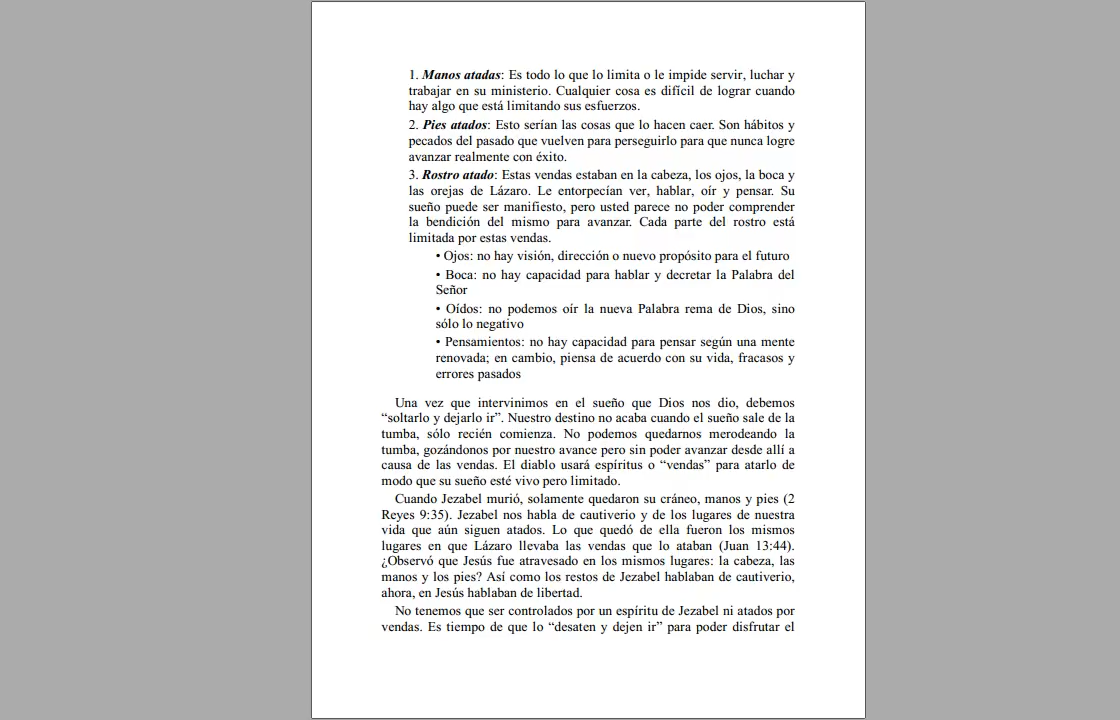 1. Manos atadas: Es todo lo que lo limita o le impide servir, luchar y
trabajar en su ministerio. Cualquier cosa es difícil de lograr cuando
hay algo que está limitando sus esfuerzos.
2. Pies atados: Esto serían las cosas que lo hacen caer. Son hábitos y
pecados del pasado que vuelven para perseguirlo para que nunca logre
avanzar realmente con éxito.
3. Rostro atado: Estas vendas estaban en la cabeza, los ojos, la boca y
las orejas de Lázaro. Le entorpecían ver, hablar, oír y pensar. Su
sueño puede ser manifiesto, pero usted parece no poder comprender
la bendición del mismo para avanzar. Cada parte del rostro está
limitada por estas vendas.
• Ojos: no hay visión, dirección o nuevo propósito para el futuro
• Boca: no hay capacidad para hablar y decretar la Palabra del
Señor
• Oídos: no podemos oír la nueva Palabra rema de Dios, sino
sólo lo negativo
• Pensamientos: no hay capacidad para pensar según una mente
renovada; en cambio, piensa de acuerdo con su vida, fracasos y
errores pasados
Una vez que intervinimos en el sueño que Dios nos dio, debemos
“soltarlo y dejarlo ir”. Nuestro destino no acaba cuando el sueño sale de la
tumba, sólo recién comienza. No podemos quedarnos merodeando la
tumba, gozándonos por nuestro avance pero sin poder avanzar desde allí a
causa de las vendas. El diablo usará espíritus o “vendas” para atarlo de
modo que su sueño esté vivo pero limitado.
Cuando Jezabel murió, solamente quedaron su cráneo, manos y pies (2
Reyes 9:35). Jezabel nos habla de cautiverio y de los lugares de nuestra
vida que aún siguen atados. Lo que quedó de ella fueron los mismos
lugares en que Lázaro llevaba las vendas que lo ataban (Juan 13:44).
¿Observó que Jesús fue atravesado en los mismos lugares: la cabeza, las
manos y los pies? Así como los restos de Jezabel hablaban de cautiverio,
ahora, en Jesús hablaban de libertad.
No tenemos que ser controlados por un espíritu de Jezabel ni atados por
vendas. Es tiempo de que lo “desaten y dejen ir” para poder disfrutar el